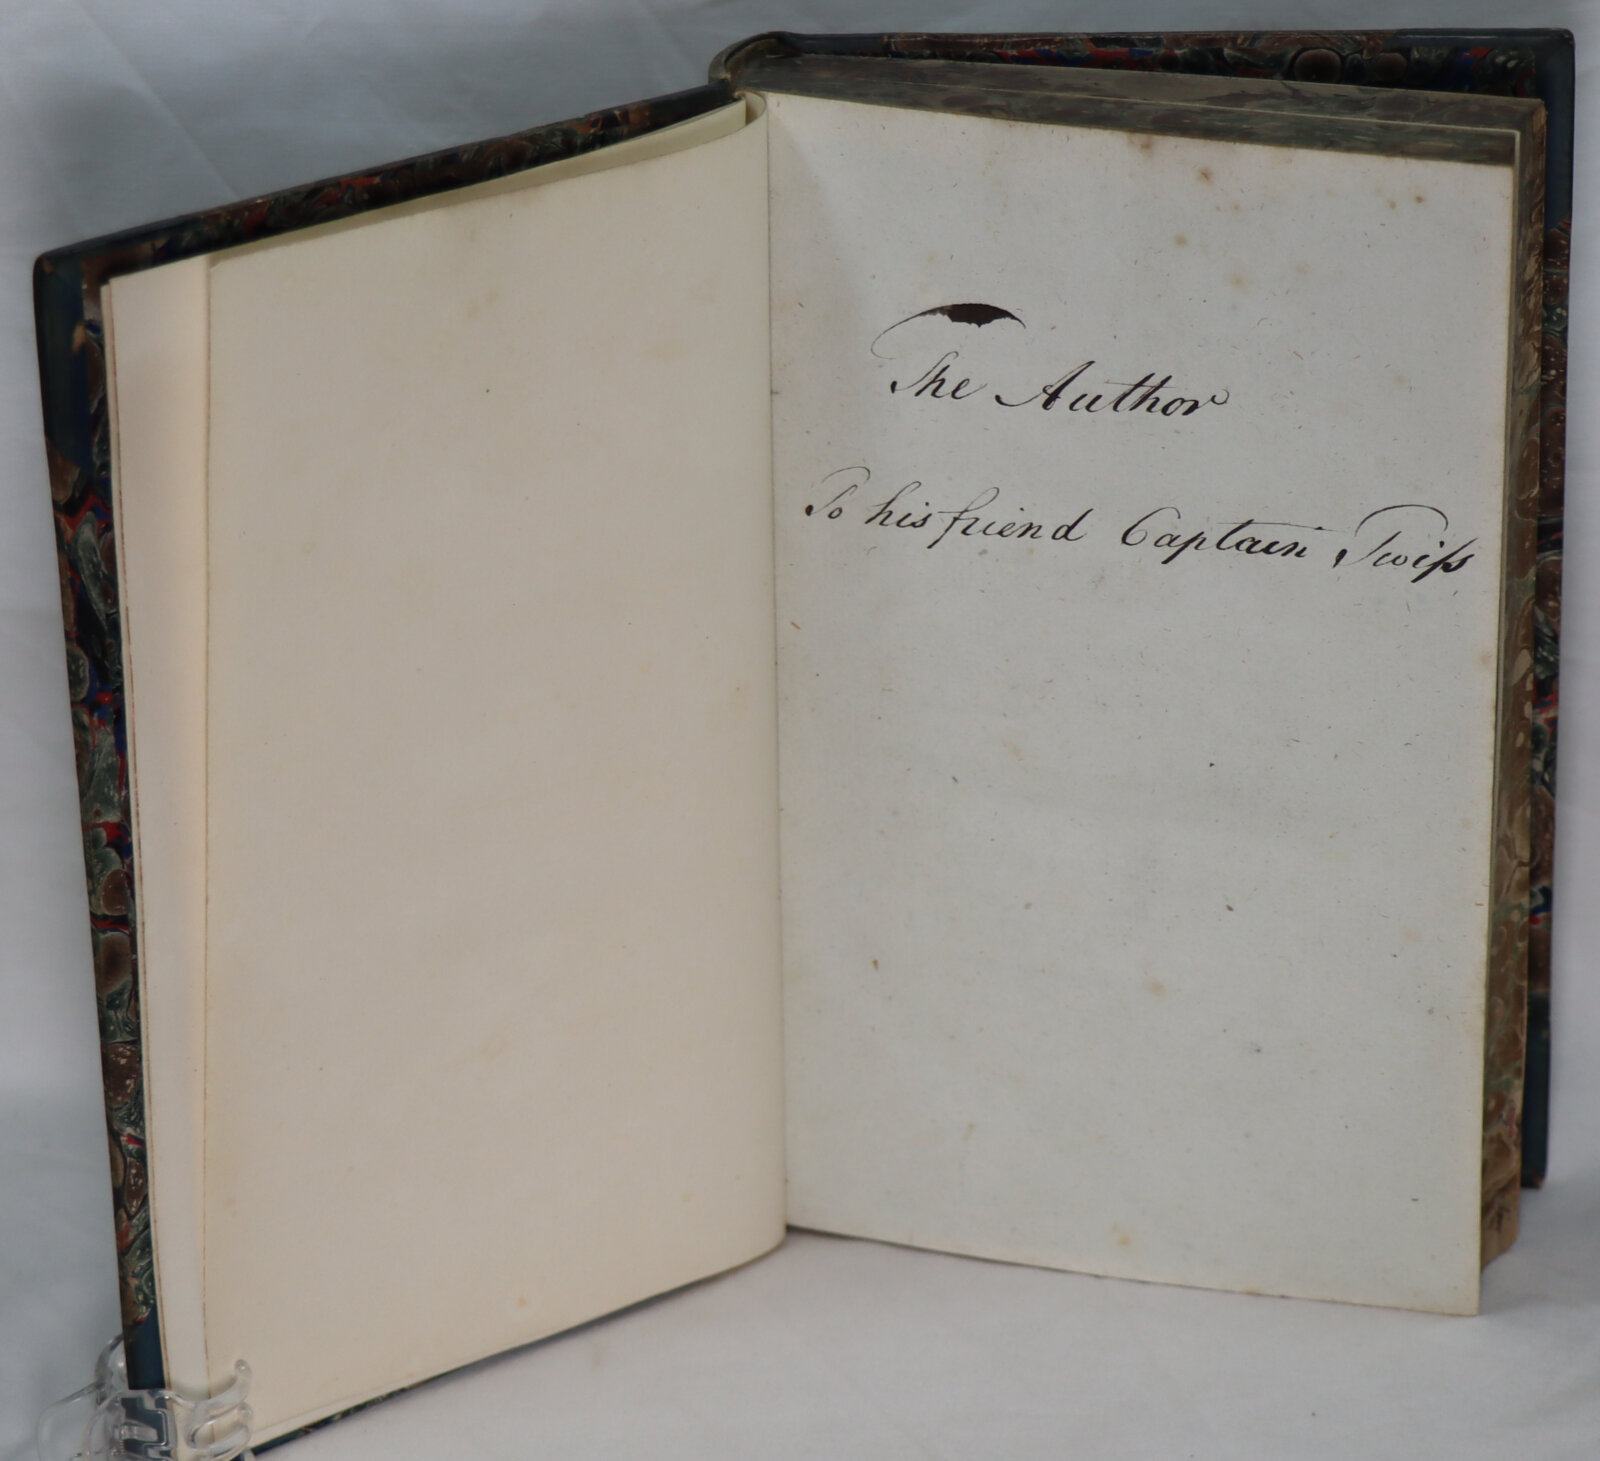 The Author
To his friend Captain Twiſs